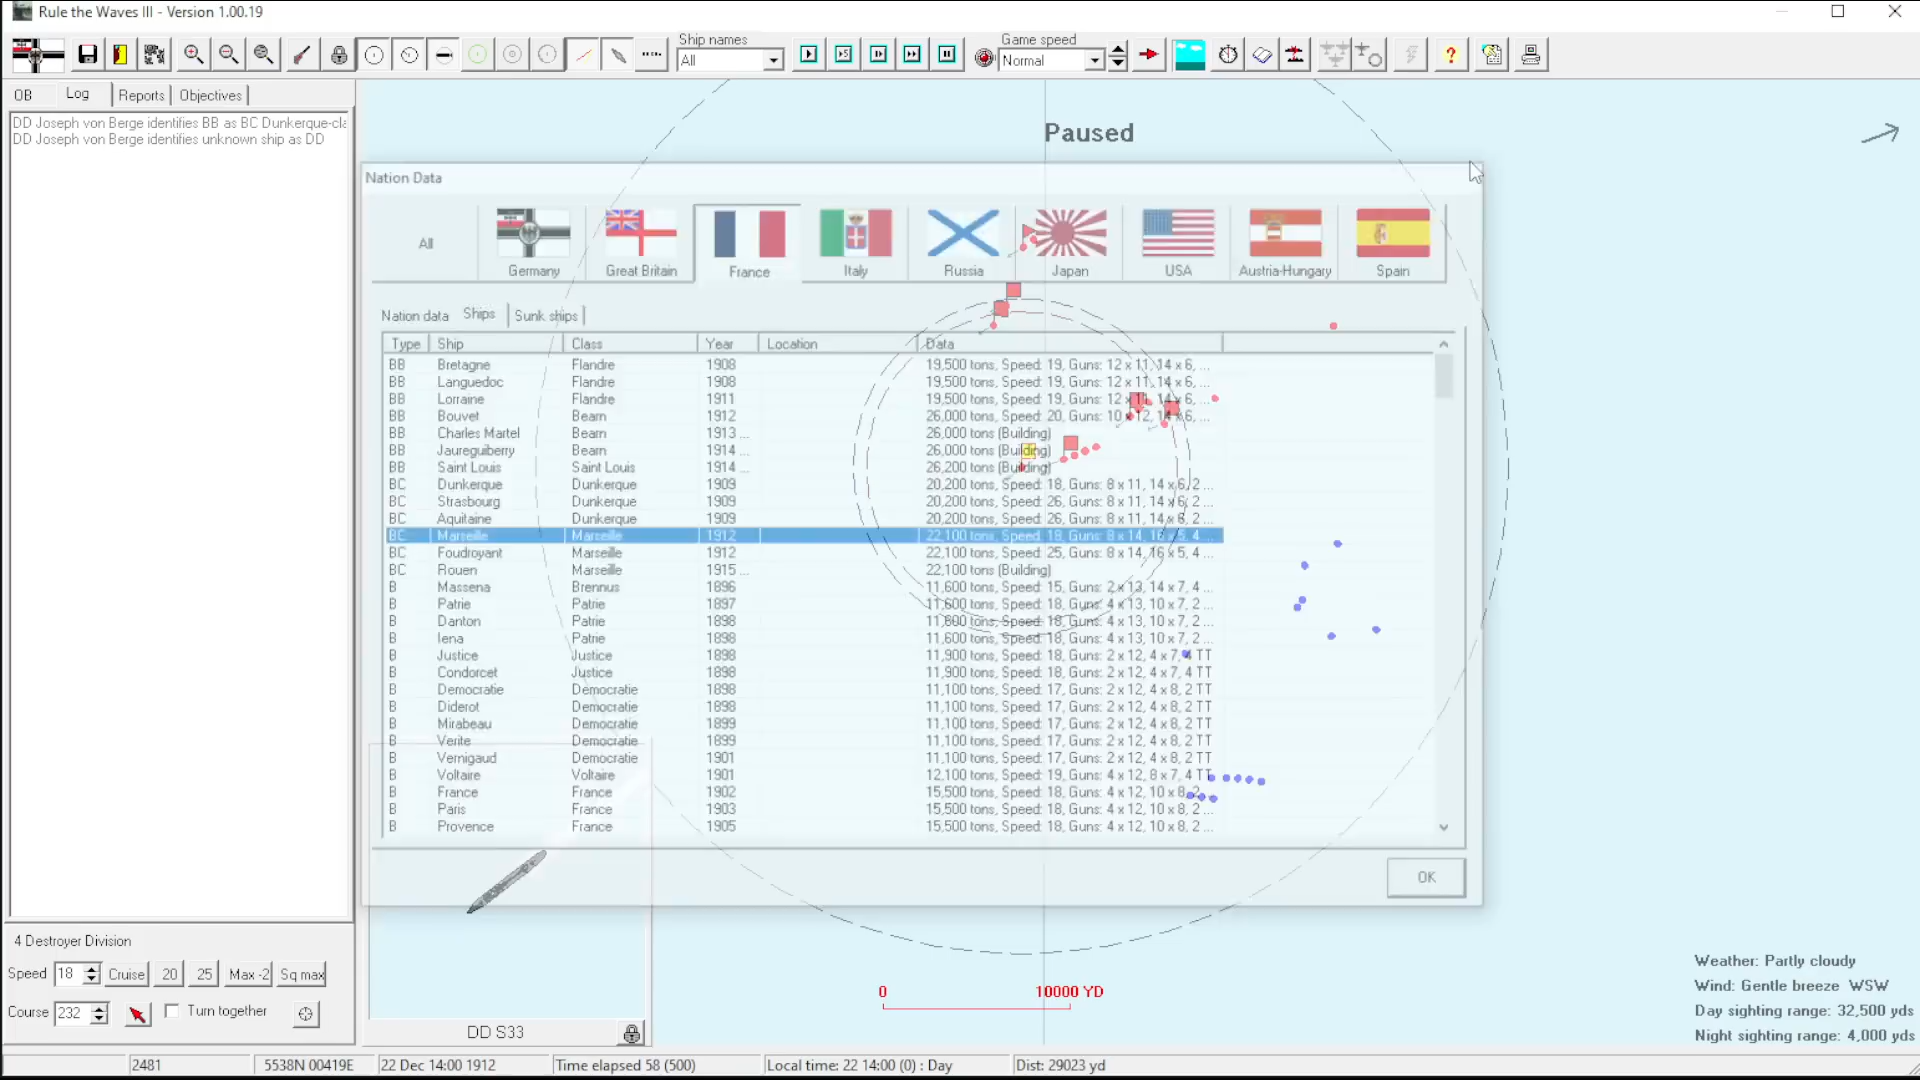 Rule the Waves III - Version 1.00.19
Ship names
All
Game speed
Normal
OB Log Reports Objectives
DD Joseph von Berge identifies BB as BC Dunkerque-cla
DD Joseph von Berge identifies unknown ship as DD
Paused
Nation Data
All Germany Great Britain France Italy Russia Japan USA Austria-Hungary Spain
Nation data Ships Sunk ships
Type Ship Class Year Location Data
BB Bretagne Flandre 1908 19,500 tons, Speed: 19, Guns: 12 x 11, 14 x 6, ...
BB Languedoc Flandre 1908 19,500 tons, Speed: 19, Guns: 12 x 11, 14 x 6, ...
BB Lorraine Flandre 1911 19,500 tons, Speed: 19, Guns: 12 x 11, 14 x 6, ...
BB Bouvet Bearn 1912 26,000 tons, Speed: 20, Guns: 10 x 12, 14 x 6, ...
BB Charles Martel Bearn 1913 ... 26,000 tons (Building)
BB Jaureguiberry Bearn 1914 ... 26,000 tons (Building)
BB Saint Louis Saint Louis 1914 ... 26,200 tons (Building)
BC Dunkerque Dunkerque 1909 20,200 tons, Speed: 18, Guns: 8 x 11, 14 x 6, 2 ...
BC Strasbourg Dunkerque 1909 20,200 tons, Speed: 26, Guns: 8 x 11, 14 x 6, 2 ...
BC Aquitaine Dunkerque 1909 20,200 tons, Speed: 26, Guns: 8 x 11, 14 x 6, 2 ...
BC Marseille Marseille 1912 22,100 tons, Speed: 18, Guns: 8 x 14, 16 x 5, 4 ...
BC Foudroyant Marseille 1912 22,100 tons, Speed: 25, Guns: 8 x 14, 16 x 5, 4 ...
BC Rouen Marseille 1915 ... 22,100 tons (Building)
B Massena Brennus 1896 11,600 tons, Speed: 15, Guns: 2 x 13, 14 x 7, 4 ...
B Patrie Patrie 1897 11,600 tons, Speed: 18, Guns: 4 x 13, 10 x 7, 2 ...
B Danton Patrie 1898 11,600 tons, Speed: 18, Guns: 4 x 13, 10 x 7, 2 ...
B Iena Patrie 1898 11,600 tons, Speed: 18, Guns: 4 x 13, 10 x 7, 2 ...
B Justice Justice 1898 11,900 tons, Speed: 18, Guns: 2 x 12, 4 x 7, 4 TT
B Condorcet Justice 1898 11,900 tons, Speed: 18, Guns: 2 x 12, 4 x 7, 4 TT
B Democratie Democratie 1898 11,100 tons, Speed: 17, Guns: 2 x 12, 4 x 8, 2 TT
B Diderot Democratie 1898 11,100 tons, Speed: 17, Guns: 2 x 12, 4 x 8, 2 TT
B Mirabeau Democratie 1899 11,100 tons, Speed: 17, Guns: 2 x 12, 4 x 8, 2 TT
B Verite Democratie 1899 11,100 tons, Speed: 17, Guns: 2 x 12, 4 x 8, 2 TT
B Vernigaud Democratie 1901 11,100 tons, Speed: 17, Guns: 2 x 12, 4 x 8, 2 TT
B Voltaire Voltaire 1901 12,100 tons, Speed: 19, Guns: 4 x 12, 8 x 7, 4 TT
B France France 1902 15,500 tons, Speed: 18, Guns: 4 x 12, 10 x 8, 2 ...
B Paris France 1903 15,500 tons, Speed: 18, Guns: 4 x 12, 10 x 8, 2 ...
B Provence France 1905 15,500 tons, Speed: 18, Guns: 4 x 12, 10 x 8, 2 ...
OK
4 Destroyer Division
Speed 18 Cruise 20 25 Max -2 Sq max
Course 232 Turn together
DD S33
0 10000 YD
Weather: Partly cloudy
Wind: Gentle breeze WSW
Day sighting range: 32,500 yds
Night sighting range: 4,000 yds
2481 5538N 00419E 22 Dec 14:00 1912 Time elapsed 58 (500) Local time: 22 14:00 (0) : Day Dist: 29023 yd